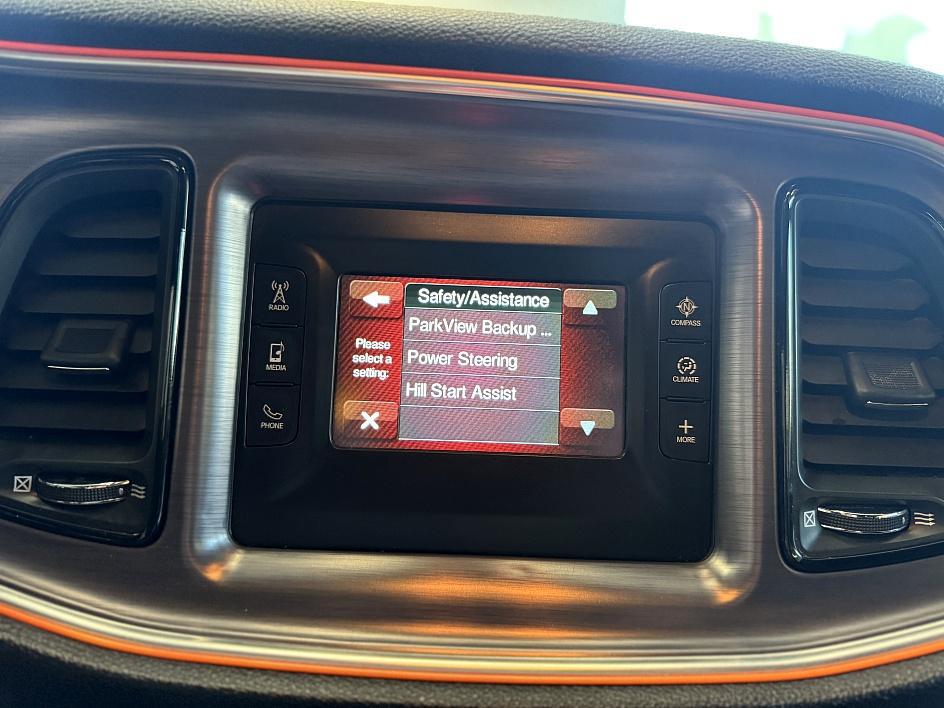 RADIO
MEDIA
PHONE
Safety/Assistance
ParkView Backup ...
Power Steering
Hill Start Assist
Please
select a
setting:
N
COMPASS
CLIMATE
MORE